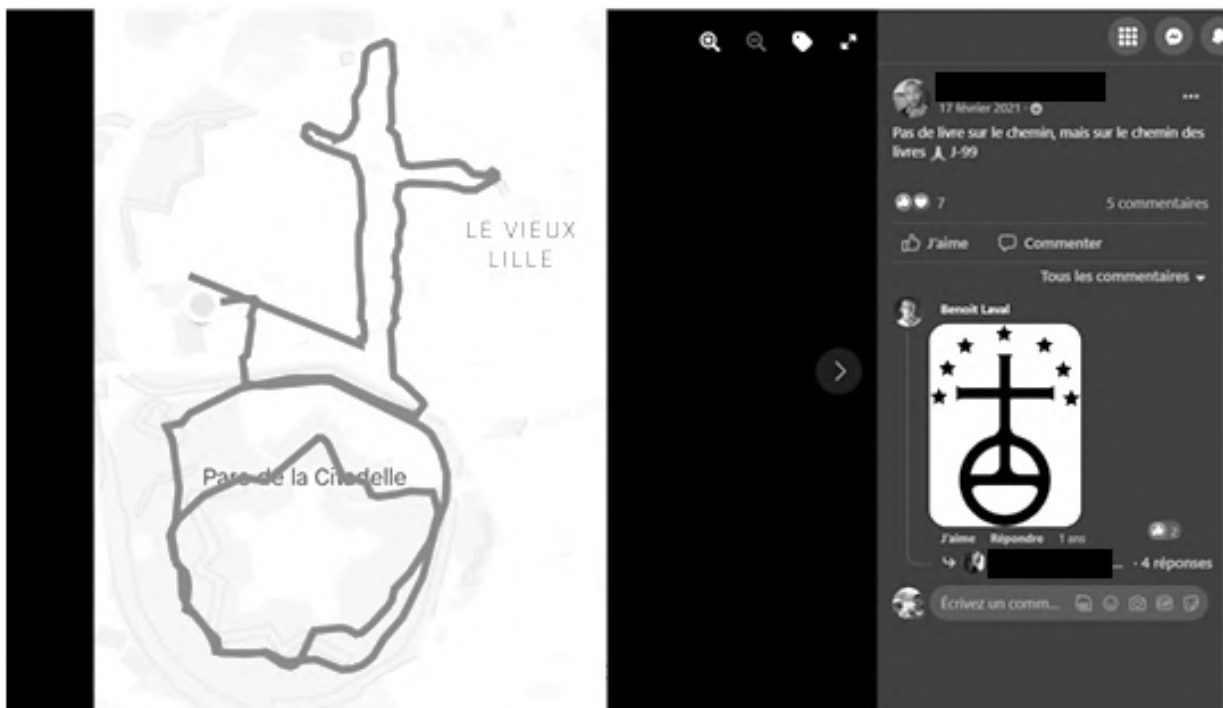 LE VIEUX
LILLE
Parc de la Citadelle
17 février 2021 ·
Pas de livre sur le chemin, mais sur le chemin des
livres J-99
7
5 commentaires
J'aime
Commenter
Tous les commentaires
Benoit Laval
J'aime Répondre 1 ans
2
... · 4 réponses
Écrivez un comm...
GIF